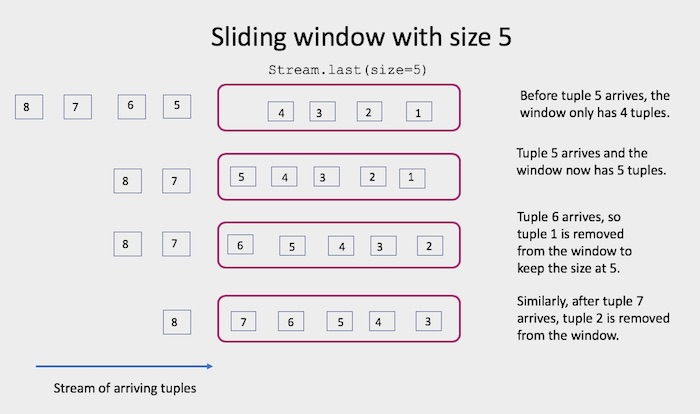 Sliding window with size 5
Stream.last(size=5)
8 7 6 5 4 3 2 1
Before tuple 5 arrives, the
window only has 4 tuples.
8 7 5 4 3 2 1
Tuple 5 arrives and the
window now has 5 tuples.
8 7 6 5 4 3 2
Tuple 6 arrives, so
tuple 1 is removed
from the window to
keep the size at 5.
8 7 6 5 4 3
Similarly, after tuple 7
arrives, tuple 2 is removed
from the window.
Stream of arriving tuples